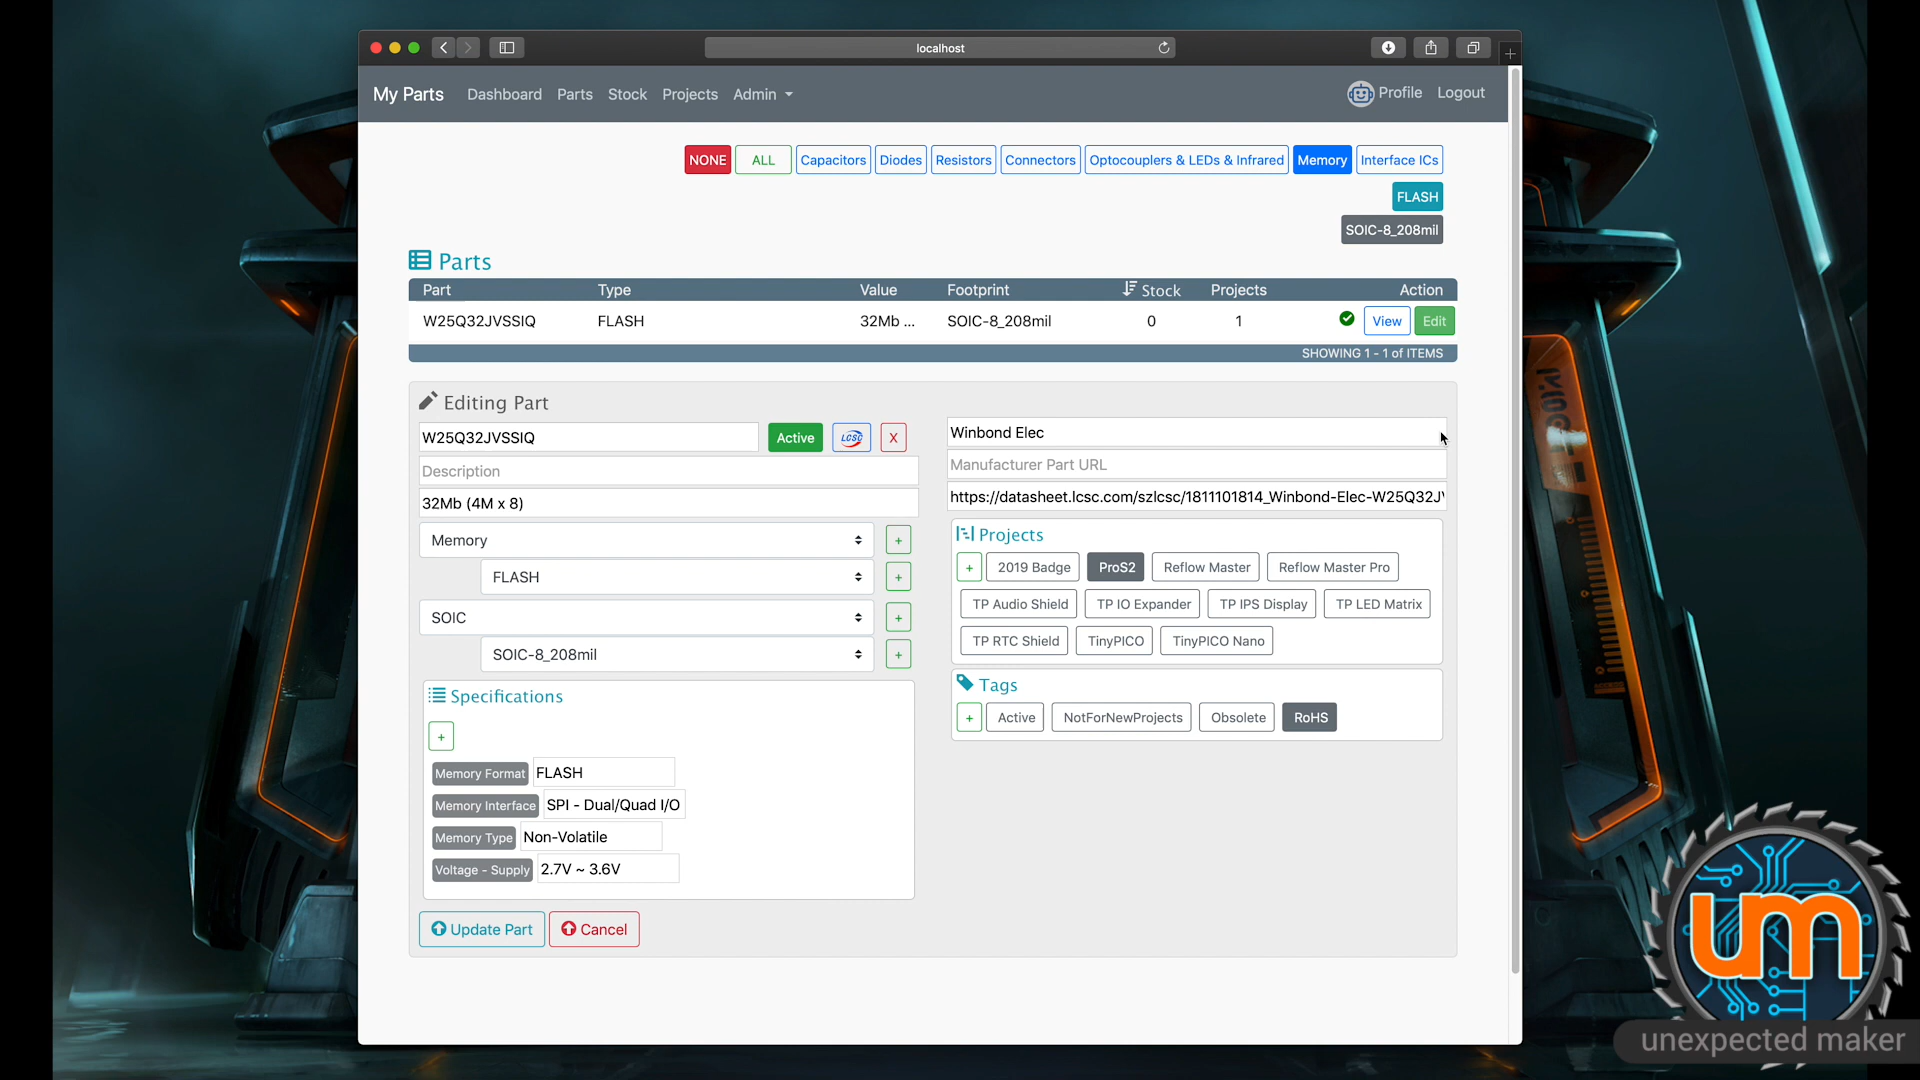 localhost
My Parts Dashboard Parts Stock Projects Admin Profile Logout
NONE ALL Capacitors Diodes Resistors Connectors Optocouplers & LEDs & Infrared Memory Interface ICs
FLASH
SOIC-8_208mil
Parts
Part Type Value Footprint Stock Projects Action
W25Q32JVSSIQ FLASH 32Mb ... SOIC-8_208mil 0 1 View Edit
SHOWING 1 - 1 of ITEMS
Editing Part
W25Q32JVSSIQ Active LCSC X
Description
32Mb (4M x 8)
Memory +
FLASH +
SOIC +
SOIC-8_208mil +
Specifications
+
Memory Format FLASH
Memory Interface SPI - Dual/Quad I/O
Memory Type Non-Volatile
Voltage - Supply 2.7V ~ 3.6V
Update Part Cancel
Winbond Elec
Manufacturer Part URL
https://datasheet.lcsc.com/szlcsc/1811101814_Winbond-Elec-W25Q32J
Projects
+ 2019 Badge ProS2 Reflow Master Reflow Master Pro
TP Audio Shield TP IO Expander TP IPS Display TP LED Matrix
TP RTC Shield TinyPICO TinyPICO Nano
Tags
+ Active NotForNewProjects Obsolete RoHS
um
unexpected maker